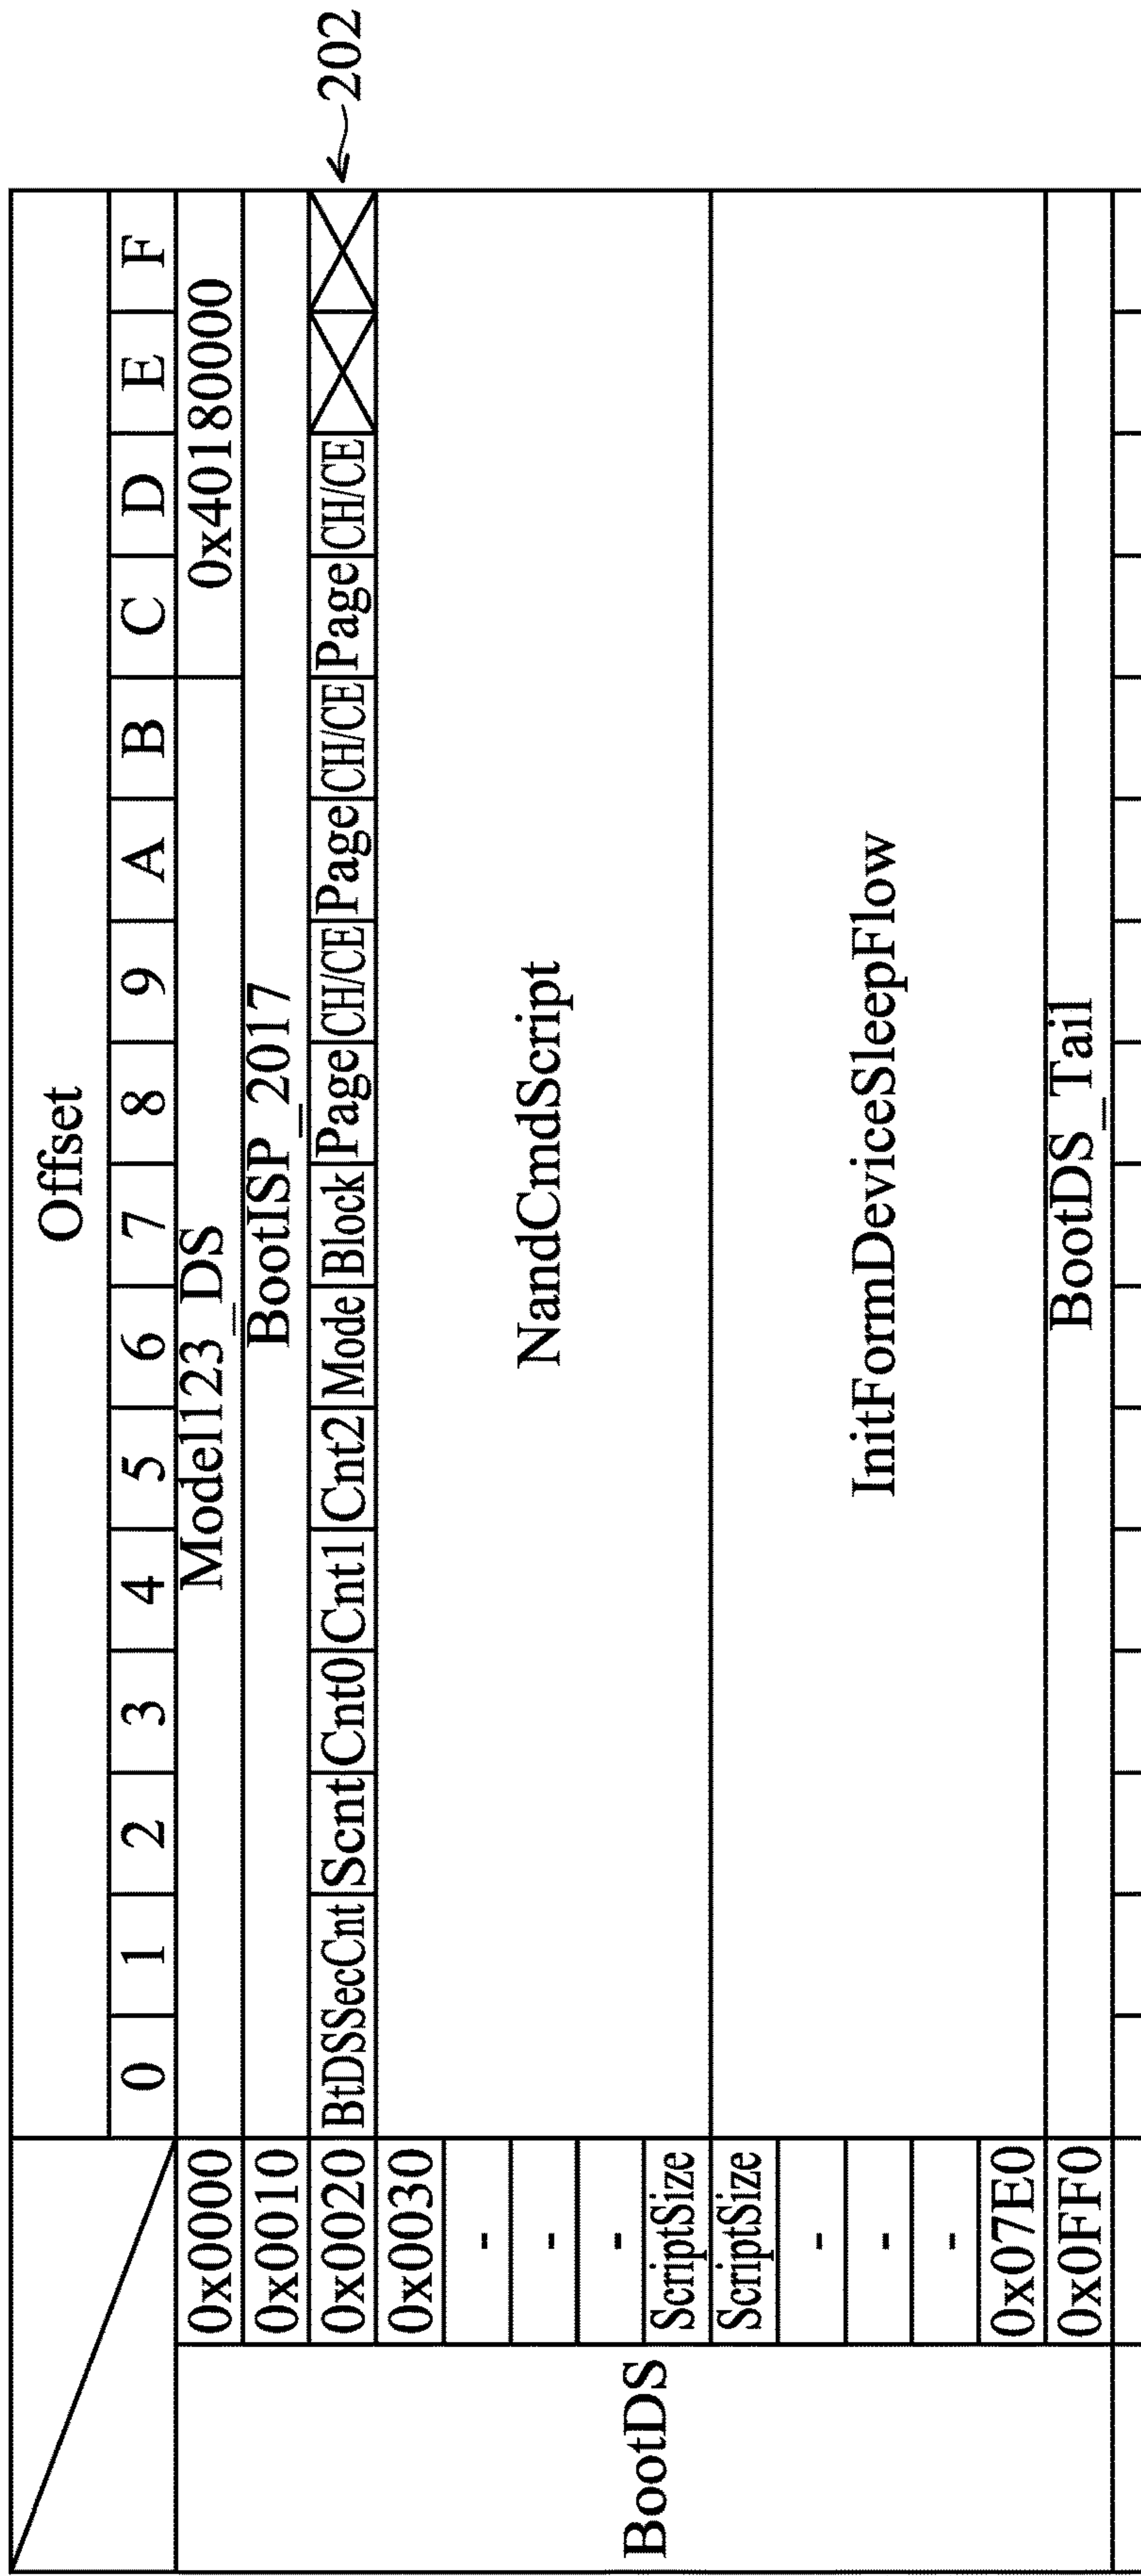 Offset
0 1 2 3 4 5 6 7 8 9 A B C D E F
BootDS
0x0000 Model123_DS 0x40180000
0x0010 BootISP_2017
0x0020 BtDSSecCnt Scnt Cnt0 Cnt1 Cnt2 Mode Block Page CH/CE Page CH/CE Page CH/CE 202
0x0030 NandCmdScript
-
-
-
ScriptSize
ScriptSize InitFormDeviceSleepFlow
-
-
-
0x07E0
0x0FF0 BootDS_Tail